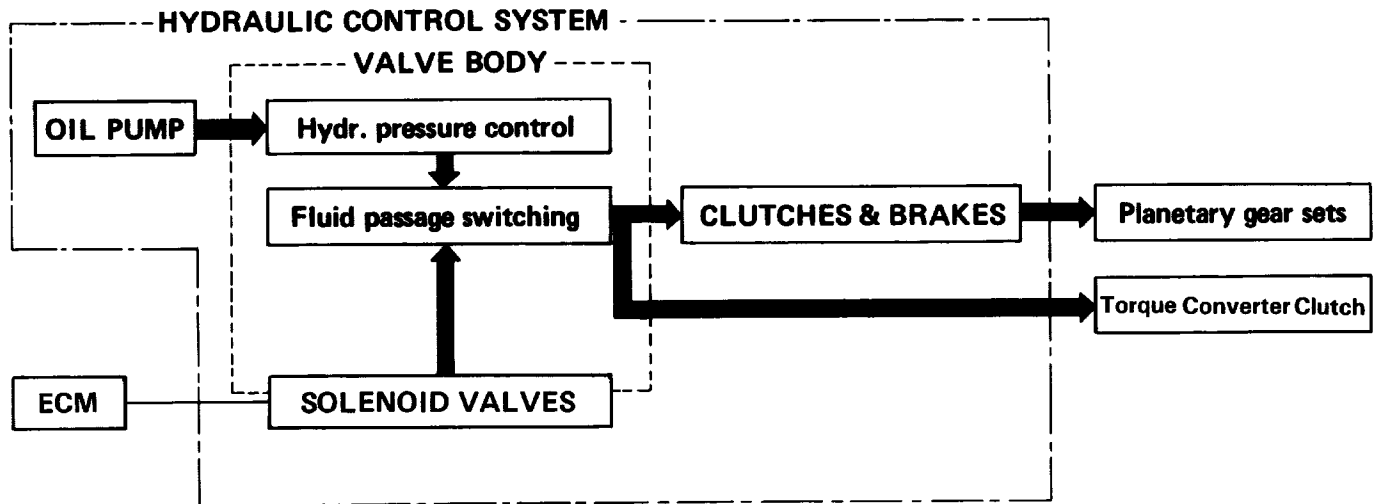 HYDRAULIC CONTROL SYSTEM
VALVE BODY
OIL PUMP
Hydr. pressure control
Fluid passage switching
CLUTCHES & BRAKES
Planetary gear sets
Torque Converter Clutch
ECM
SOLENOID VALVES